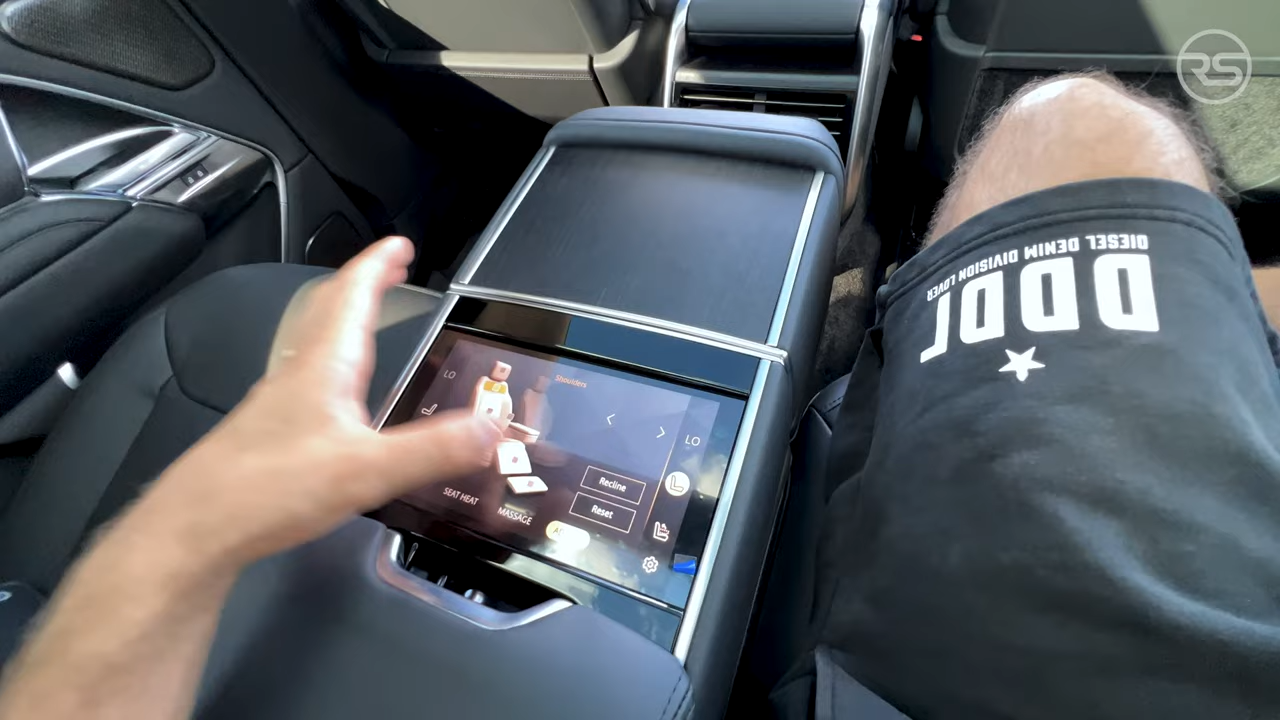 RS
LO
Shoulders
LO
Recline
Reset
SEAT HEAT
MASSAGE
DDDL
DIESEL DENIM DIVISION LOVER